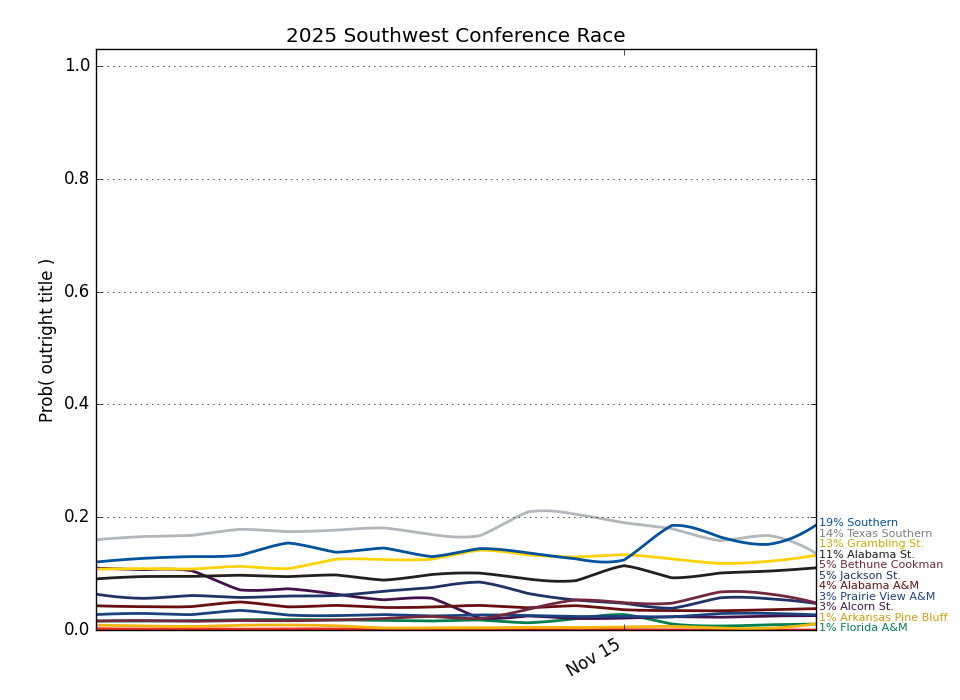 2025 Southwest Conference Race
1.0
0.8
0.6
0.4
0.2
0.0
Prob( outright title )
Nov 15
19% Southern
14% Texas Southern
13% Grambling St.
11% Alabama St.
5% Bethune Cookman
5% Jackson St.
4% Alabama A&M
3% Prairie View A&M
3% Alcorn St.
1% Arkansas Pine Bluff
1% Florida A&M